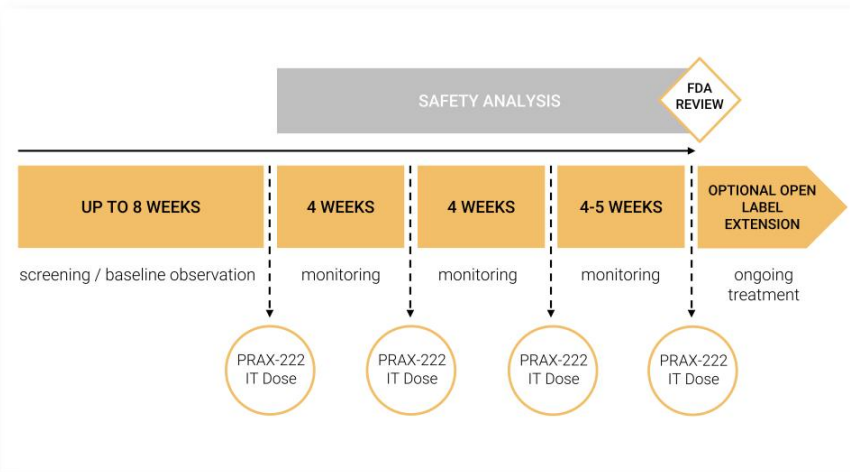 SAFETY ANALYSIS
FDA
REVIEW
UP TO 8 WEEKS
4 WEEKS
4 WEEKS
4-5 WEEKS
OPTIONAL OPEN
LABEL
EXTENSION
screening / baseline observation
monitoring
monitoring
monitoring
ongoing
treatment
PRAX-222
IT Dose
PRAX-222
IT Dose
PRAX-222
IT Dose
PRAX-222
IT Dose